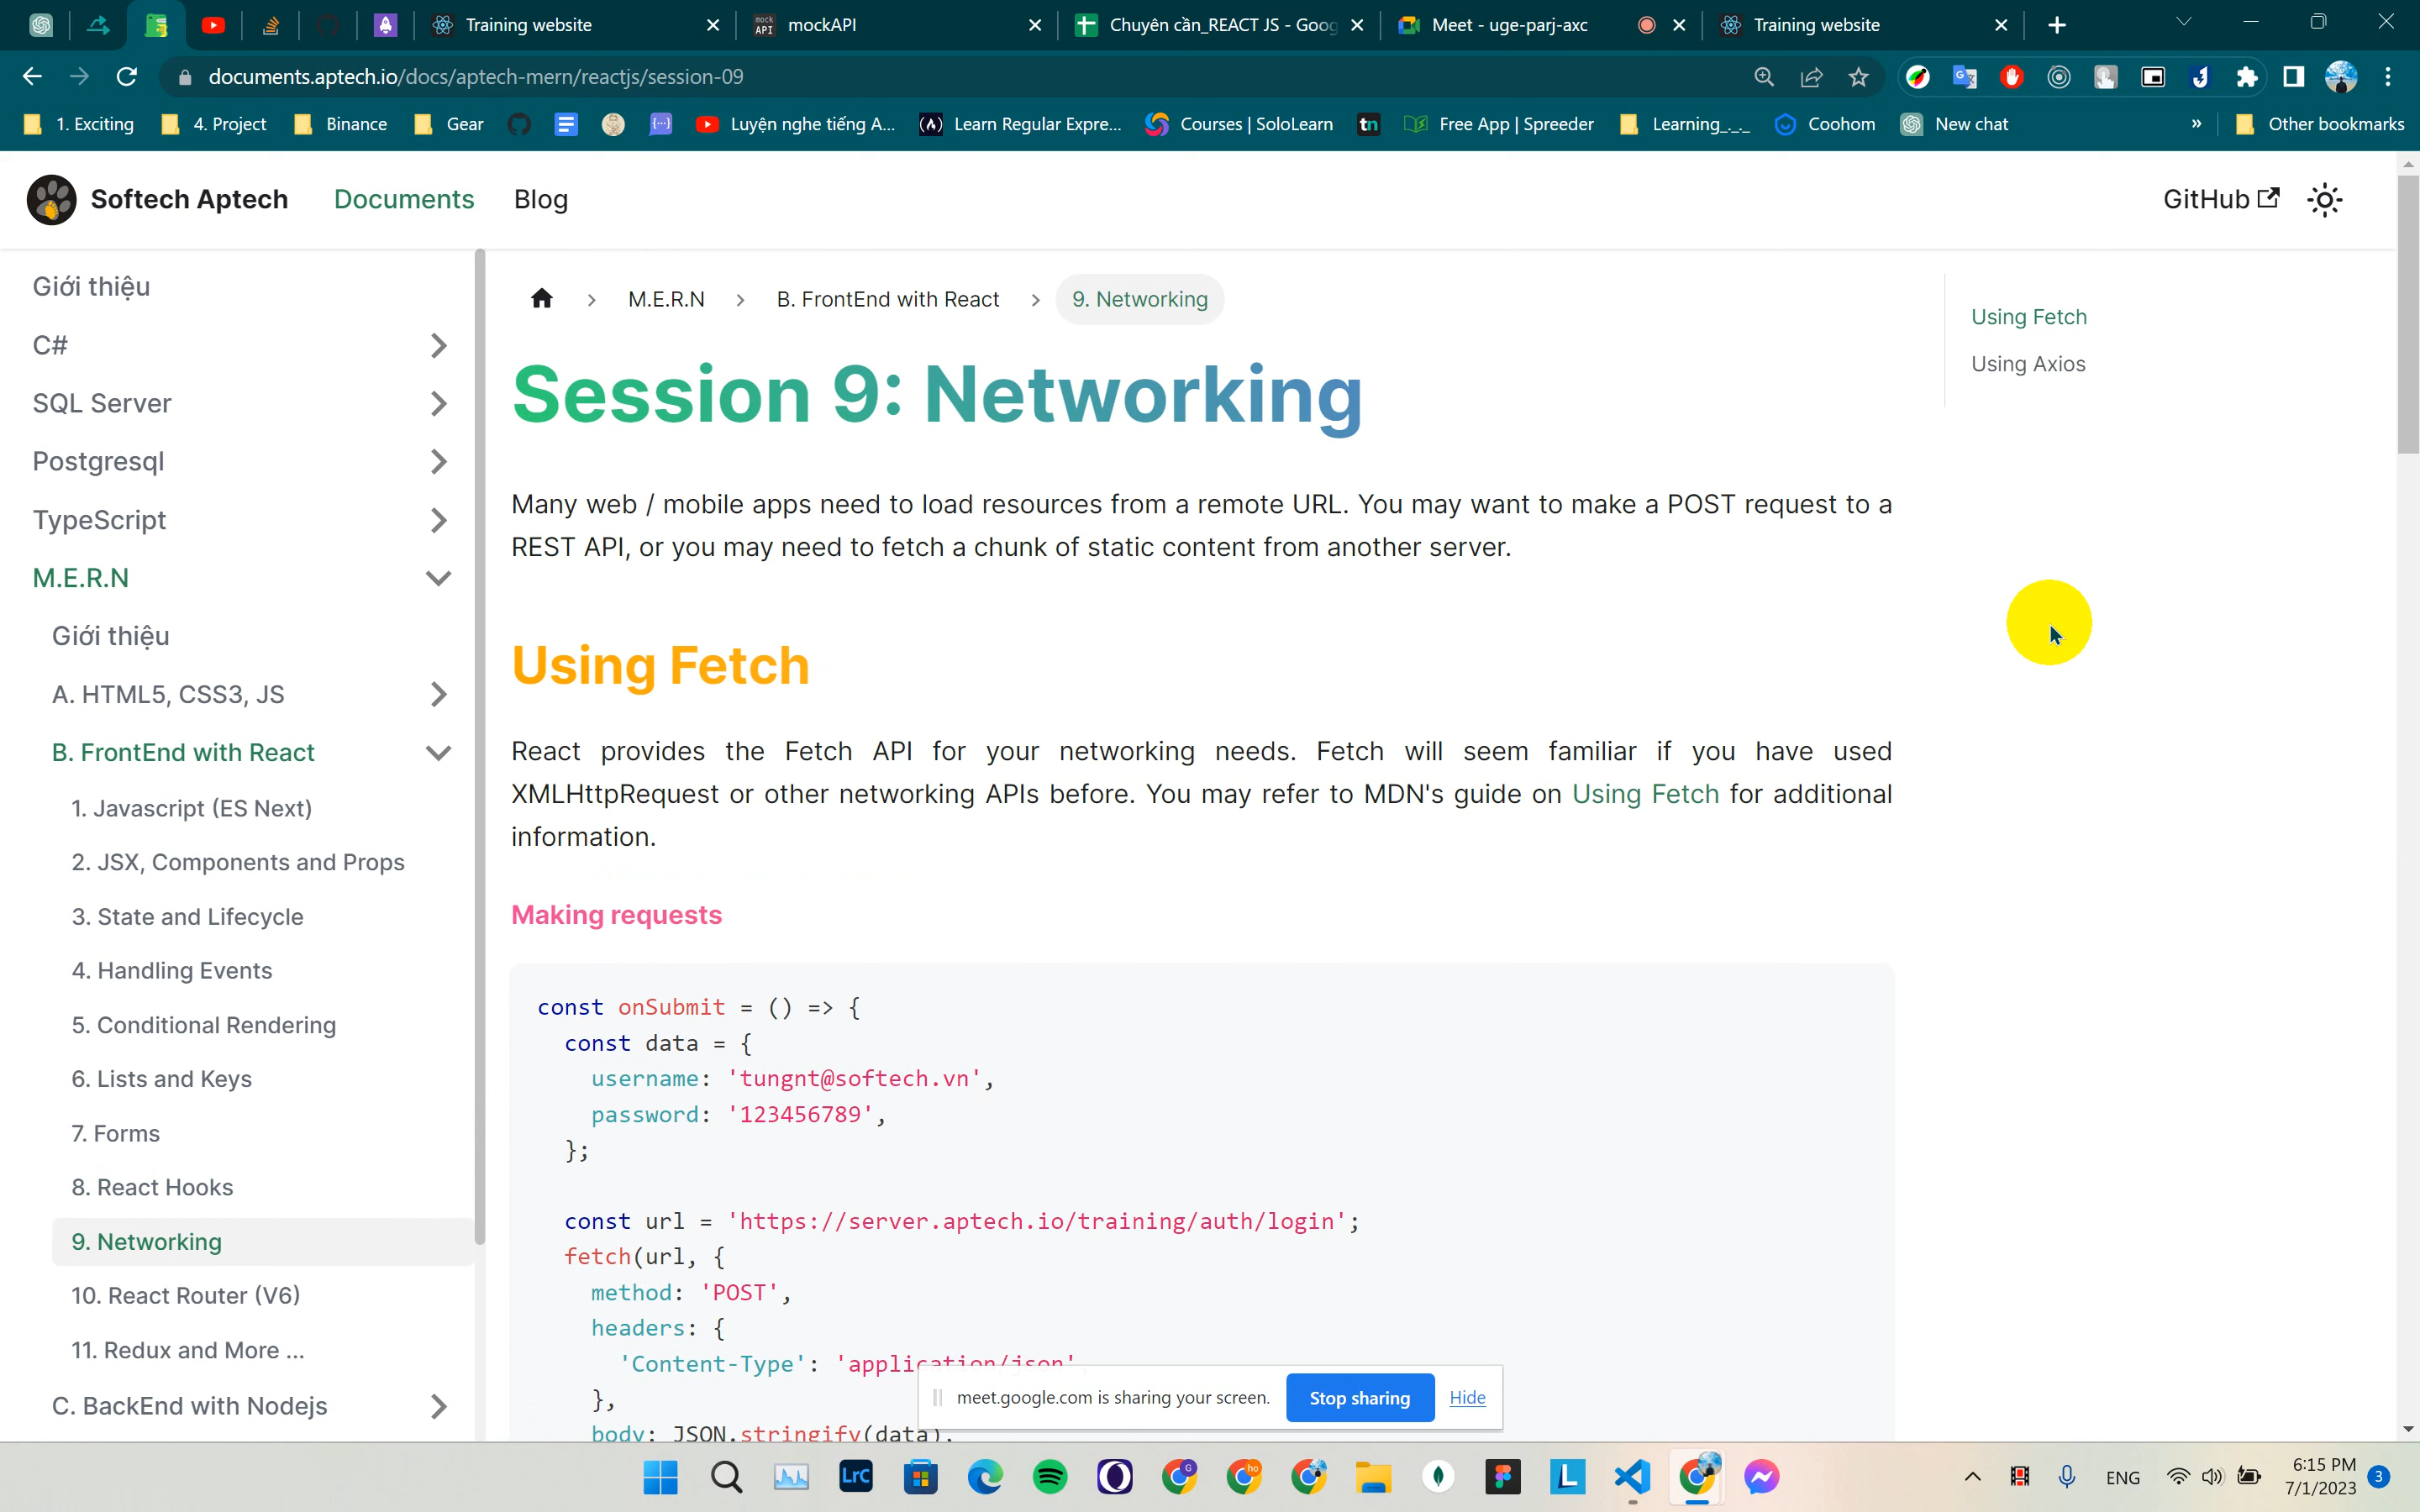 Training website
mockAPI
Chuyên cần_REACT JS - Goog
Meet - uge-parj-axc
Training website
documents.aptech.io/docs/aptech-mern/reactjs/session-09
1. Exciting
4. Project
Binance
Gear
Luyện nghe tiếng A...
Learn Regular Expre...
Courses | SoloLearn
tn
Free App | Spreeder
Learning_-_
Coohom
New chat
»
Other bookmarks
Softech Aptech
Documents
Blog
GitHub
Giới thiệu
C#
SQL Server
Postgresql
TypeScript
M.E.R.N
Giới thiệu
A. HTML5, CSS3, JS
B. FrontEnd with React
1. Javascript (ES Next)
2. JSX, Components and Props
3. State and Lifecycle
4. Handling Events
5. Conditional Rendering
6. Lists and Keys
7. Forms
8. React Hooks
9. Networking
10. React Router (V6)
11. Redux and More ...
C. BackEnd with Nodejs
M.E.R.N
B. FrontEnd with React
9. Networking
Session 9: Networking
Many web / mobile apps need to load resources from a remote URL. You may want to make a POST request to a
REST API, or you may need to fetch a chunk of static content from another server.
Using Fetch
React provides the Fetch API for your networking needs. Fetch will seem familiar if you have used
XMLHttpRequest or other networking APIs before. You may refer to MDN's guide on Using Fetch for additional
information.
Making requests
const onSubmit = () => {
const data = {
username: 'tungnt@softech.vn',
password: '123456789',
};
const url = 'https://server.aptech.io/training/auth/login';
fetch(url, {
method: 'POST',
headers: {
'Content-Type': 'application/json'
},
body: JSON.stringify(data),
Using Fetch
Using Axios
meet.google.com is sharing your screen.
Stop sharing
Hide
LrC
ENG
6:15 PM
7/1/2023
3